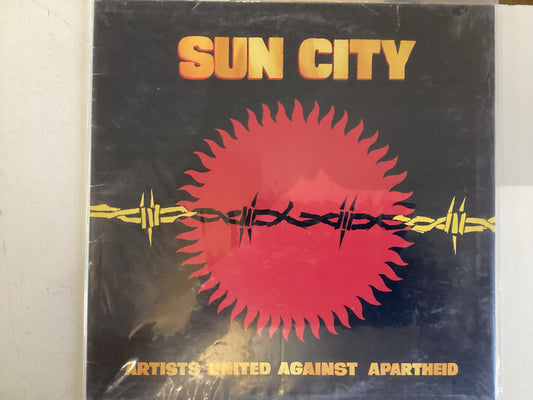 SUN CITY
ARTISTS UNITED AGAINST APARTHEID